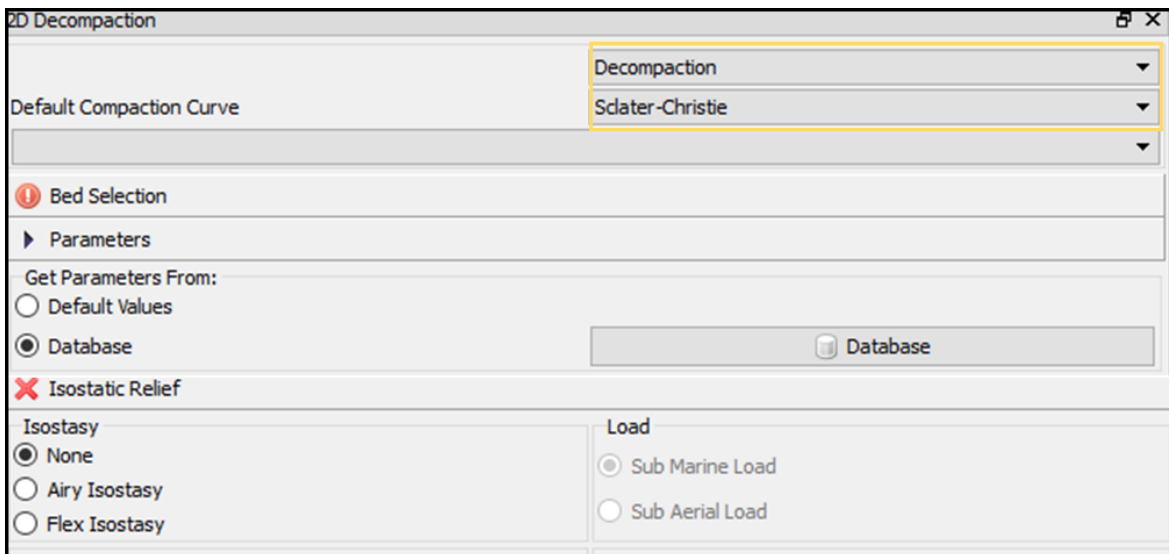 2D Decompaction
Decompaction
Default Compaction Curve Sclater-Christie
Bed Selection
Parameters
Get Parameters From:
Default Values
Database Database
Isostatic Relief
Isostasy Load
None Sub Marine Load
Airy Isostasy
Sub Aerial Load
Flex Isostasy